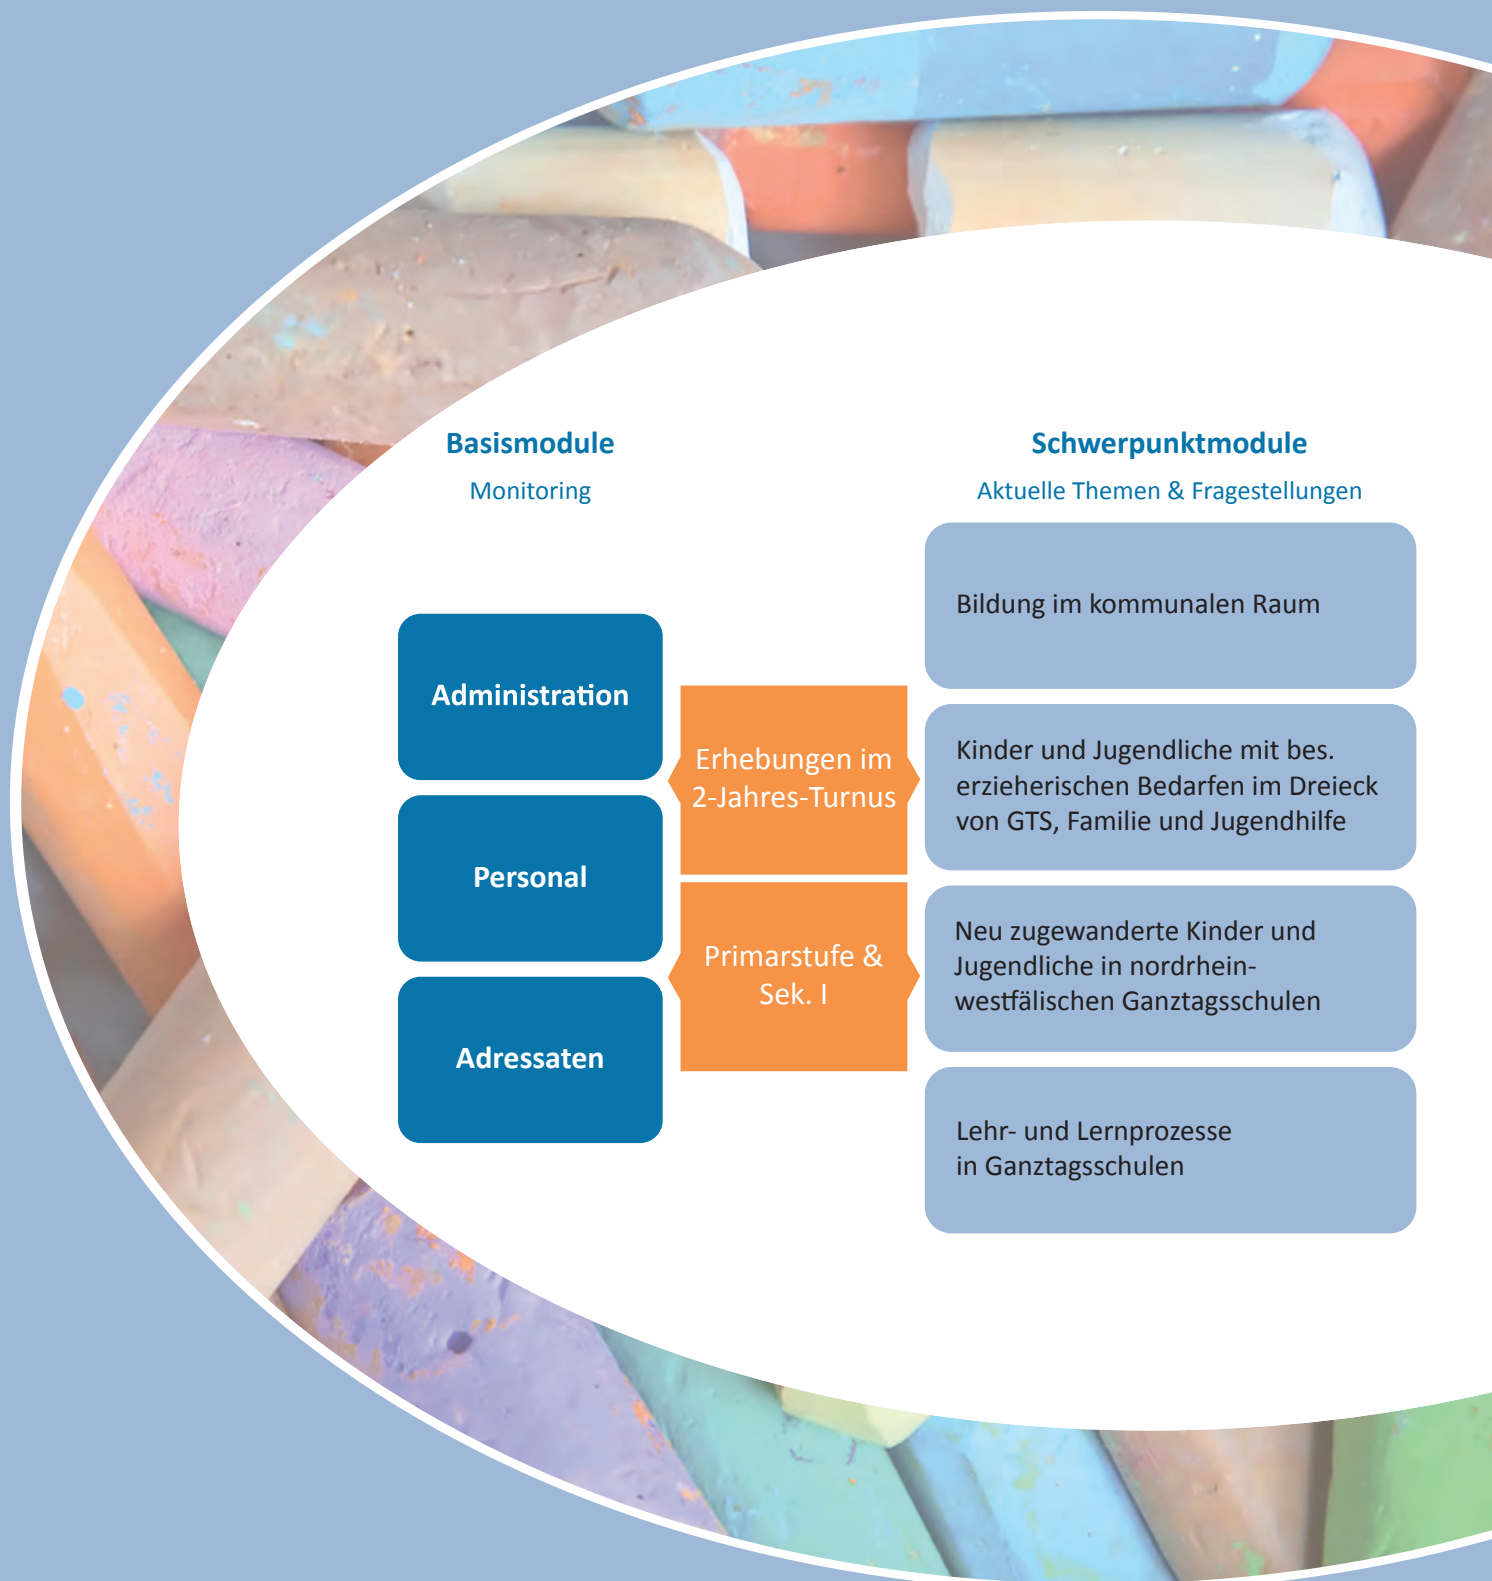 Basismodule
Monitoring
Administration
Personal
Adressaten
Erhebungen im
2-Jahres-Turnus
Primarstufe &
Sek. I
Schwerpunktmodule
Aktuelle Themen & Fragestellungen
Bildung im kommunalen Raum
Kinder und Jugendliche mit bes.
erzieherischen Bedarfen im Dreieck
von GTS, Familie und Jugendhilfe
Neu zugewanderte Kinder und
Jugendliche in nordrhein-
westfälischen Ganztagsschulen
Lehr- und Lernprozesse
in Ganztagsschulen